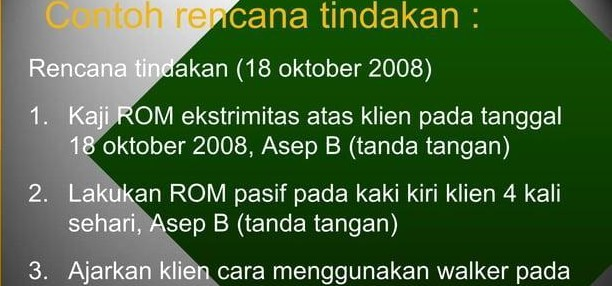 Contoh rencana tindakan :
Rencana tindakan (18 oktober 2008)
1. Kaji ROM ekstrimitas atas klien pada tanggal
18 oktober 2008, Asep B (tanda tangan)
2. Lakukan ROM pasif pada kaki kiri klien 4 kali
sehari, Asep B (tanda tangan)
3. Ajarkan klien cara menggunakan walker pada